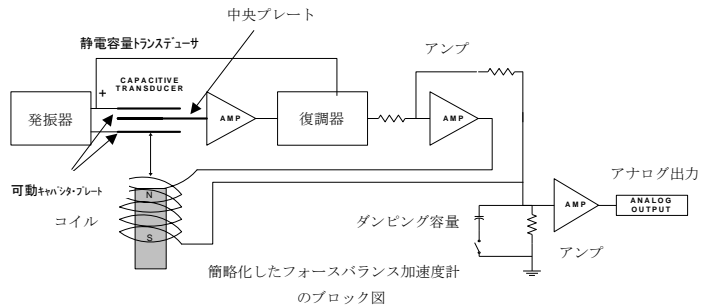 中央プレート
静電容量トランスデューサ
アンプ
CAPACITIVE
TRANSDUCER
+
発振器
AMP
復調器
AMP
可動キャパシタ・プレート
N
アナログ出力
コイル
ダンピング容量
AMP
ANALOG
OUTPUT
S
アンプ
簡略化したフォースバランス加速度計
のブロック図